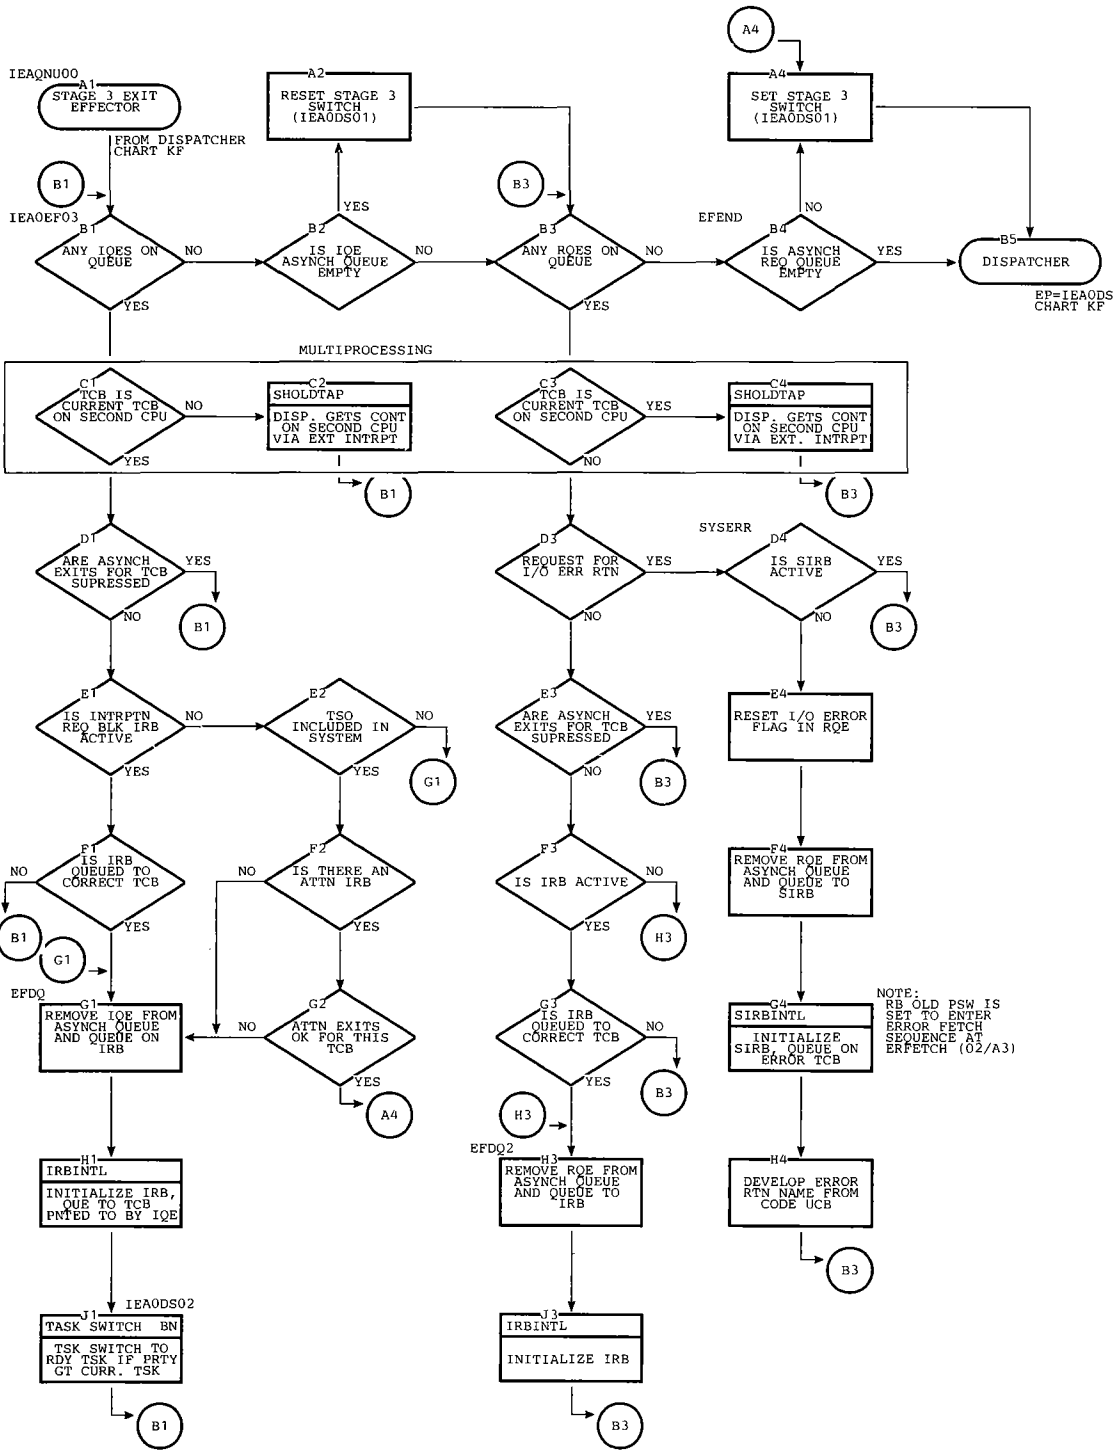 A4
IEAQNU00
A1
STAGE 3 EXIT
EFFECTOR
A2
RESET STAGE 3
SWITCH
(IEA0DS01)
A4
SET STAGE 3
SWITCH
(IEA0DS01)
FROM DISPATCHER
CHART KF
B1
B3
IEA0EF03
B1
ANY IQES ON
QUEUE
NO
YES
B2
IS IQE
ASYNCH QUEUE
EMPTY
YES
NO
B3
ANY RQES ON
QUEUE
NO
YES
EFEND
B4
IS ASYNCH
REQ QUEUE
EMPTY
NO
YES
B5
DISPATCHER
EP=IEA0DS
CHART KF
MULTIPROCESSING
C1
TCB IS
CURRENT TCB
ON SECOND CPU
NO
YES
C2
SHOLDTAP
DISP. GETS CONT
ON SECOND CPU
VIA EXT INTRPT
B1
C3
TCB IS
CURRENT TCB
ON SECOND CPU
YES
NO
C4
SHOLDTAP
DISP. GETS CONT
ON SECOND CPU
VIA EXT. INTRPT
B3
D1
ARE ASYNCH
EXITS FOR TCB
SUPRESSED
YES
NO
B1
D3
REQUEST FOR
I/O ERR RTN
YES
NO
SYSERR
D4
IS SIRB
ACTIVE
YES
NO
B3
E1
IS INTRPTN
REQ BLK IRB
ACTIVE
NO
YES
E2
TSO
INCLUDED IN
SYSTEM
NO
YES
G1
E3
ARE ASYNCH
EXITS FOR TCB
SUPRESSED
YES
NO
B3
E4
RESET I/O ERROR
FLAG IN RQE
F1
IS IRB
QUEUED TO
CORRECT TCB
NO
YES
B1
F2
IS THERE AN
ATTN IRB
NO
YES
F3
IS IRB ACTIVE
NO
YES
H3
F4
REMOVE RQE FROM
ASYNCH QUEUE
AND QUEUE TO
SIRB
G1
EFDQ
G1
REMOVE IQE FROM
ASYNCH QUEUE
AND QUEUE ON
IRB
G2
ATTN EXITS
OK FOR THIS
TCB
NO
YES
A4
G3
IS IRB
QUEUED TO
CORRECT TCB
NO
YES
B3
G4
SIRBINTL
INITIALIZE
SIRB, QUEUE ON
ERROR TCB
NOTE:
RB OLD PSW IS
SET TO ENTER
ERROR FETCH
SEQUENCE AT
ERFETCH (02/A3)
H3
H1
IRBINTL
INITIALIZE IRB,
QUE TO TCB
PNTED TO BY IQE
EFDQ2
H3
REMOVE RQE FROM
ASYNCH QUEUE
AND QUEUE TO
IRB
H4
DEVELOP ERROR
RTN NAME FROM
CODE UCB
B3
IEA0DS02
J1
TASK SWITCH BN
TSK SWITCH TO
RDY TSK IF PRTY
GT CURR. TSK
B1
J3
IRBINTL
INITIALIZE IRB
B3